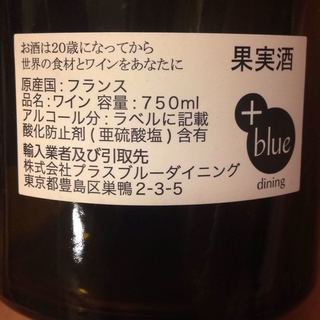 お酒は20歳になってから
世界の食材とワインをあなたに
果実酒
原産国：フランス
品名：ワイン 容量：750ml
アルコール分：ラベルに記載
酸化防止剤(亜硫酸塩)含有
輸入業者及び引取先
株式会社プラスブルーダイニング
東京都豊島区巣鴨2-3-5
+
blue
dining